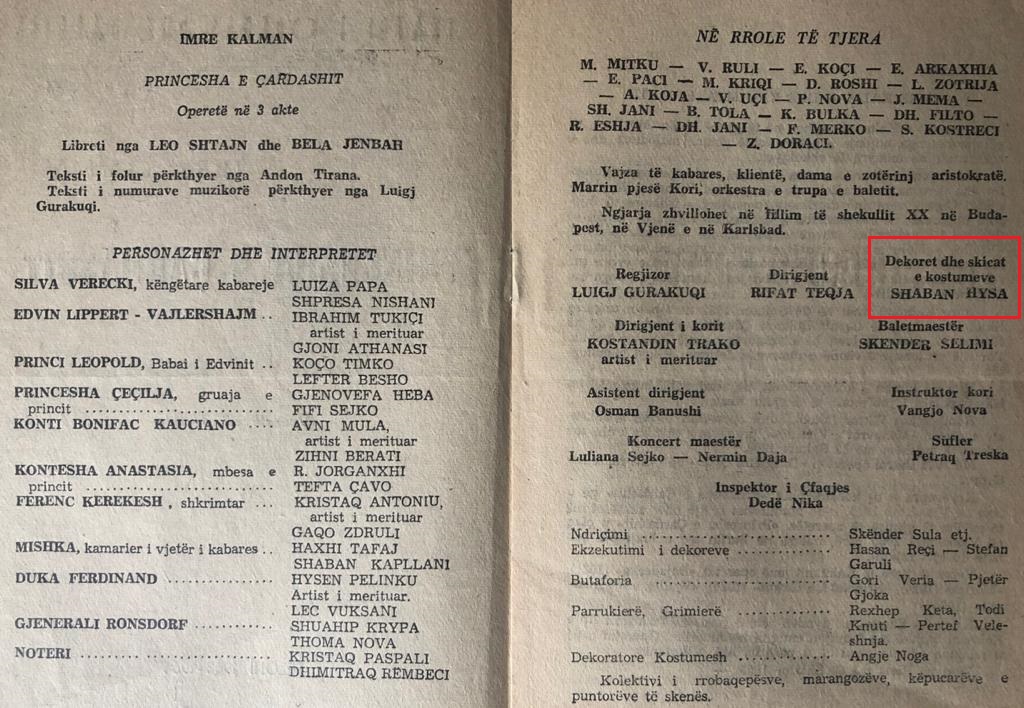 IMRE KALMAN
PRINCESHA E ÇARDASHIT
Operetë në 3 akte
Libreti nga LEO SHTAJN dhe BELA JENBAH
Teksti i folur përkthyer nga Andon Tirana.
Teksti i numurave muzikorë përkthyer nga Luigj
Gurakuqi.
PERSONAZHET DHE INTERPRETET
SILVA VERECKI, këngëtare kabareje LUIZA PAPA
SHPRESA NISHANI
EDVIN LIPPERT - VAJLERSHAJM .. IBRAHIM TUKIÇI
artist i merituar
GJONI ATHANASI
PRINCI LEOPOLD, Babai i Edvinit .. KOÇO TIMKO
LEFTER BESHO
PRINCESHA ÇEÇILJA, gruaja e GJENOVEFA HEBA
princit ........................ FIFI SEJKO
KONTI BONIFAC KAUCIANO .... AVNI MULA,
artist i merituar
ZIHNI BERATI
KONTESHA ANASTASIA, mbesa e R. JORGANXHI
princit ........................ TEFTA ÇAVO
FERENC KEREKESH , shkrimtar ... KRISTAQ ANTONIU,
artist i merituar
GAQO ZDRULI
MISHKA, kamarier i vjetër i kabares .. HAXHI TAFAJ
SHABAN KAPLLANI
DUKA FERDINAND .............. HYSEN PELINKU
Artist i merituar.
LEC VUKSANI
GJENERALI RONSDORF ........... SHUAHIP KRYPA
THOMA NOVA
NOTERI ........................... KRISTAQ PASPALI
DHIMITRAQ RËMBECI
NË RROLE TË TJERA
M. MITKU — V. RULI — E. KOÇI — E. ARKAXHIA
— E. PACI — M. KRIQI — D. ROSHI — L. ZOTRIJA
— A. KOJA — V. UÇI — P. NOVA — J. MEMA —
SH. JANI — B. TOLA — K. BULKA — DH. FILTO —
R. ESHJA — DH. JANI — F. MERKO — S. KOSTRECI
— Z. DORACI.
Vajza të kabares, klientë, dama e zotërinj aristokratë.
Marrin pjesë Kori, orkestra e trupa e baletit.
Ngjarja zhvillohet në fillim të shekullit XX në Buda-
pest, në Vjenë e në Karlsbad.
Regjizor
LUIGJ GURAKUQI
Dirigjent
RIFAT TEQJA
Dekoret dhe skicat
e kostumeve
SHABAN HYSA
Dirigjent i korit
KOSTANDIN TRAKO
artist i merituar
Baletmaestër
SKENDER SELIMI
Asistent dirigjent
Osman Banushi
Instruktor kori
Vangjo Nova
Koncert maestër
Luliana Sejko — Nermin Daja
Sufler
Petraq Treska
Inspektor i Çfaqjes
Dedë Nika
Ndriçimi ............................ Skënder Sula etj.
Ekzekutimi i dekoreve ............. Hasan Reçi — Stefan
Garuli
Butaforia ........................ Gori Veria — Pjetër
Gjoka
Parrukierë, Grimierë .............. Rexhep Keta, Todi
Knuti — Pertef Vele-
shnja.
Dekoratore Kostumesh ............. Angje Noga
Kolektivi i rrobaqepësve, marangozëve, këpucarëve e
puntorëve të skenës.